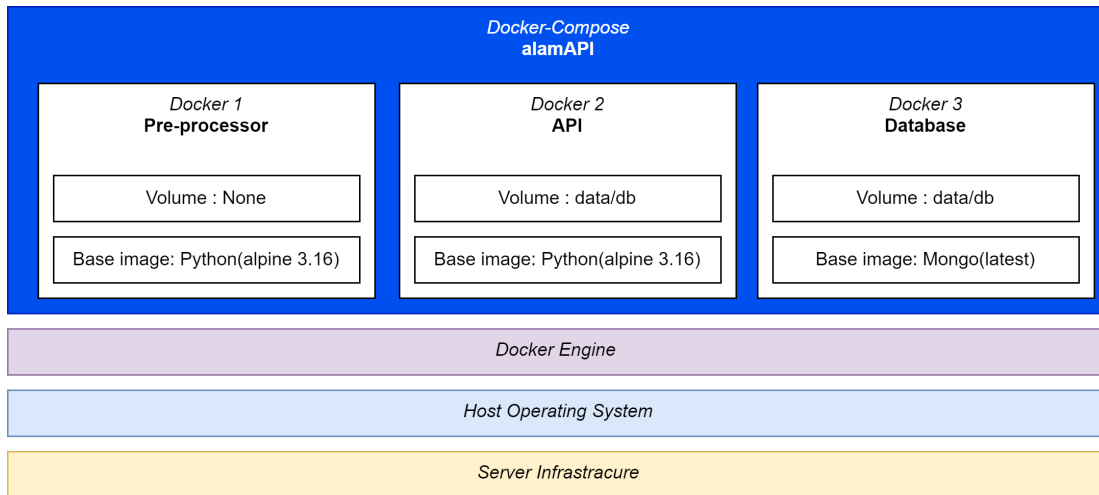 Docker-Compose
alamAPI
Docker 1
Pre-processor
Volume : None
Base image: Python(alpine 3.16)
Docker 2
API
Volume : data/db
Base image: Python(alpine 3.16)
Docker 3
Database
Volume : data/db
Base image: Mongo(latest)
Docker Engine
Host Operating System
Server Infrastracure